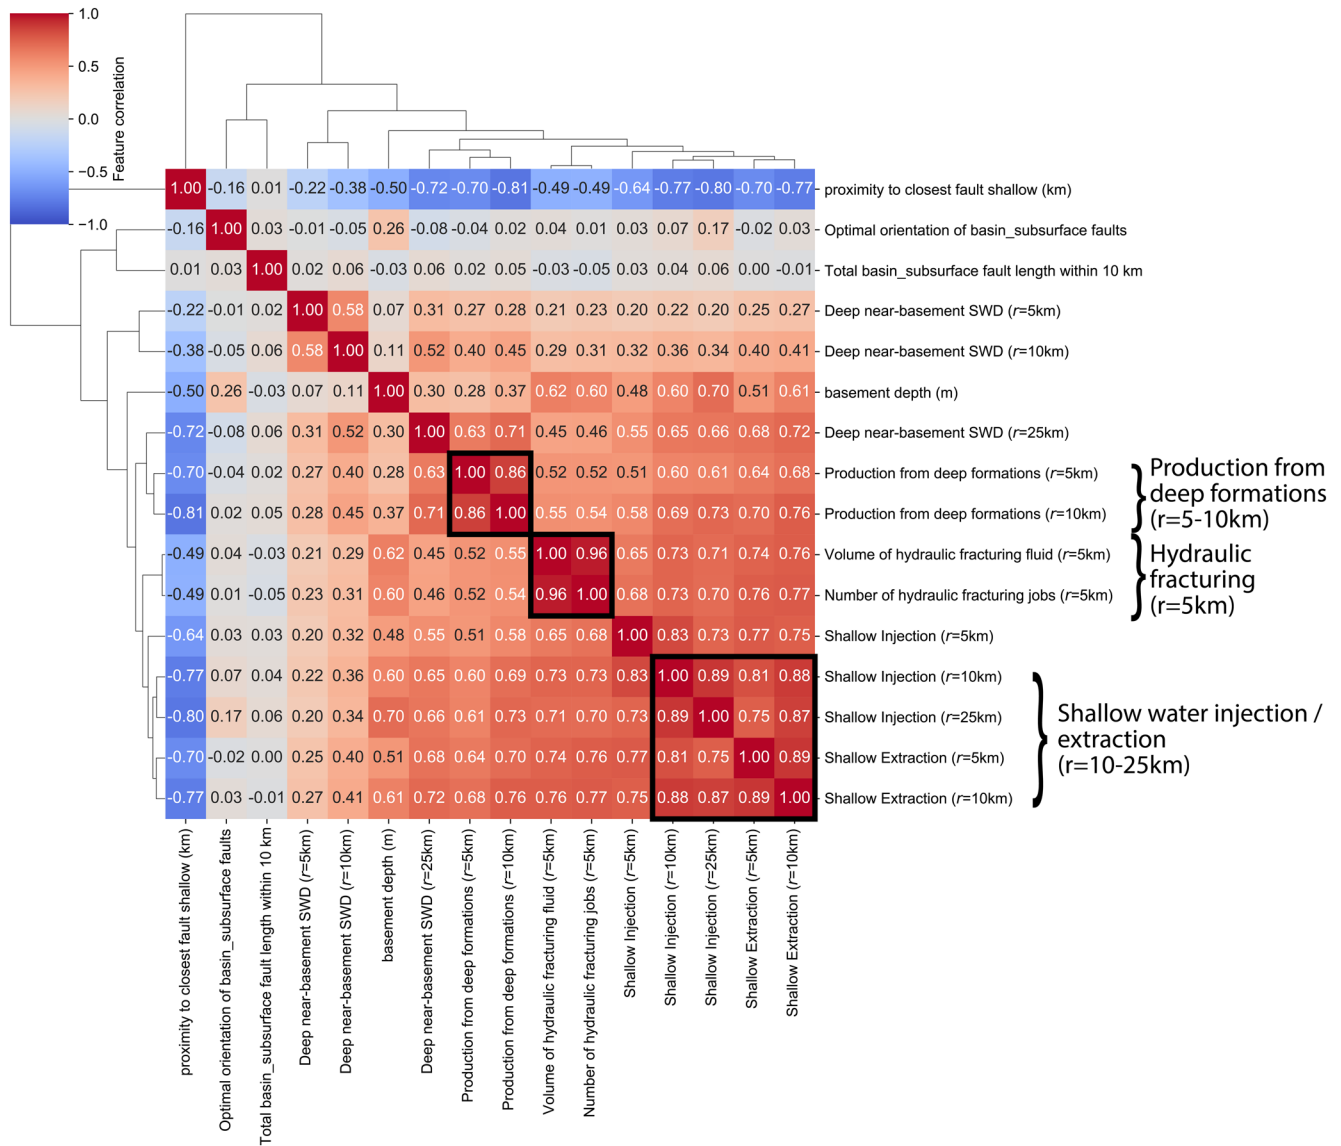 1.0
0.5
0.0
−0.5
−1.0
Feature correlation
1.00 -0.16 0.01 -0.22 -0.38 -0.50 -0.72 -0.70 -0.81 -0.49 -0.49 -0.64 -0.77 -0.80 -0.70 -0.77 proximity to closest fault shallow (km)
-0.16 1.00 0.03 -0.01 -0.05 0.26 -0.08 -0.04 0.02 0.04 0.01 0.03 0.07 0.17 -0.02 0.03 Optimal orientation of basin_subsurface faults
0.01 0.03 1.00 0.02 0.06 -0.03 0.06 0.02 0.05 -0.03 -0.05 0.03 0.04 0.06 0.00 -0.01 Total basin_subsurface fault length within 10 km
-0.22 -0.01 0.02 1.00 0.58 0.07 0.31 0.27 0.28 0.21 0.23 0.20 0.22 0.20 0.25 0.27 Deep near-basement SWD (r=5km)
-0.38 -0.05 0.06 0.58 1.00 0.11 0.52 0.40 0.45 0.29 0.31 0.32 0.36 0.34 0.40 0.41 Deep near-basement SWD (r=10km)
-0.50 0.26 -0.03 0.07 0.11 1.00 0.30 0.28 0.37 0.62 0.60 0.48 0.60 0.70 0.51 0.61 basement depth (m)
-0.72 -0.08 0.06 0.31 0.52 0.30 1.00 0.63 0.71 0.45 0.46 0.55 0.65 0.66 0.68 0.72 Deep near-basement SWD (r=25km)
-0.70 -0.04 0.02 0.27 0.40 0.28 0.63 1.00 0.86 0.52 0.52 0.51 0.60 0.61 0.64 0.68 Production from deep formations (r=5km)
-0.81 0.02 0.05 0.28 0.45 0.37 0.71 0.86 1.00 0.55 0.54 0.58 0.69 0.73 0.70 0.76 Production from deep formations (r=10km)
-0.49 0.04 -0.03 0.21 0.29 0.62 0.45 0.52 0.55 1.00 0.96 0.65 0.73 0.71 0.74 0.76 Volume of hydraulic fracturing fluid (r=5km)
-0.49 0.01 -0.05 0.23 0.31 0.60 0.46 0.52 0.54 0.96 1.00 0.68 0.73 0.70 0.76 0.77 Number of hydraulic fracturing jobs (r=5km)
-0.64 0.03 0.03 0.20 0.32 0.48 0.55 0.51 0.58 0.65 0.68 1.00 0.83 0.73 0.77 0.75 Shallow Injection (r=5km)
-0.77 0.07 0.04 0.22 0.36 0.60 0.65 0.60 0.69 0.73 0.73 0.83 1.00 0.89 0.81 0.88 Shallow Injection (r=10km)
-0.80 0.17 0.06 0.20 0.34 0.70 0.66 0.61 0.73 0.71 0.70 0.73 0.89 1.00 0.75 0.87 Shallow Injection (r=25km)
-0.70 -0.02 0.00 0.25 0.40 0.51 0.68 0.64 0.70 0.74 0.76 0.77 0.81 0.75 1.00 0.89 Shallow Extraction (r=5km)
-0.77 0.03 -0.01 0.27 0.41 0.61 0.72 0.68 0.76 0.76 0.77 0.75 0.88 0.87 0.89 1.00 Shallow Extraction (r=10km)
Production from
deep formations
(r=5-10km)
Hydraulic
fracturing
(r=5km)
Shallow water injection /
extraction
(r=10-25km)
proximity to closest fault shallow (km)
Optimal orientation of basin_subsurface faults
Total basin_subsurface fault length within 10 km
Deep near-basement SWD (r=5km)
Deep near-basement SWD (r=10km)
basement depth (m)
Deep near-basement SWD (r=25km)
Production from deep formations (r=5km)
Production from deep formations (r=10km)
Volume of hydraulic fracturing fluid (r=5km)
Number of hydraulic fracturing jobs (r=5km)
Shallow Injection (r=5km)
Shallow Injection (r=10km)
Shallow Injection (r=25km)
Shallow Extraction (r=5km)
Shallow Extraction (r=10km)